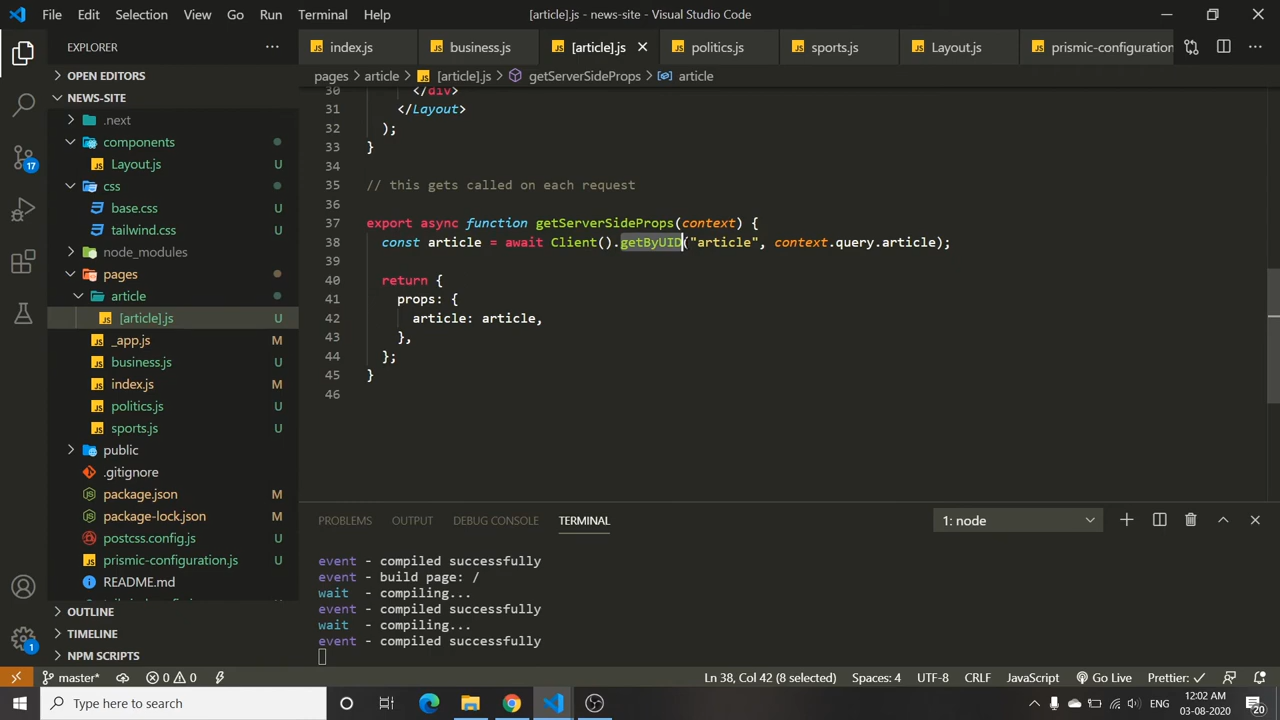 File Edit Selection View Go Run Terminal Help
[article].js - news-site - Visual Studio Code
EXPLORER
OPEN EDITORS
NEWS-SITE
.next
components
Layout.js U
css
base.css U
tailwind.css U
node_modules
pages
article
[article].js U
_app.js M
business.js U
index.js M
politics.js U
sports.js U
public
.gitignore
package.json M
package-lock.json M
postcss.config.js U
prismic-configuration.js U
README.md
OUTLINE
TIMELINE
NPM SCRIPTS
17
1
index.js
business.js
[article].js
politics.js
sports.js
Layout.js
prismic-configuration
pages > article > [article].js > getServerSideProps > article
30 </div>
31 </Layout>
32 );
33 }
34
35 // this gets called on each request
36
37 export async function getServerSideProps(context) {
38 const article = await Client().getByUID("article", context.query.article);
39
40 return {
41 props: {
42 article: article,
43 },
44 };
45 }
46
PROBLEMS OUTPUT DEBUG CONSOLE TERMINAL
1: node
event - compiled successfully
event - build page: /
wait - compiling...
event - compiled successfully
wait - compiling...
event - compiled successfully
master* 0 0
Ln 38, Col 42 (8 selected) Spaces: 4 UTF-8 CRLF JavaScript Go Live Prettier: ✓
Type here to search
ENG
12:02 AM
03-08-2020
20